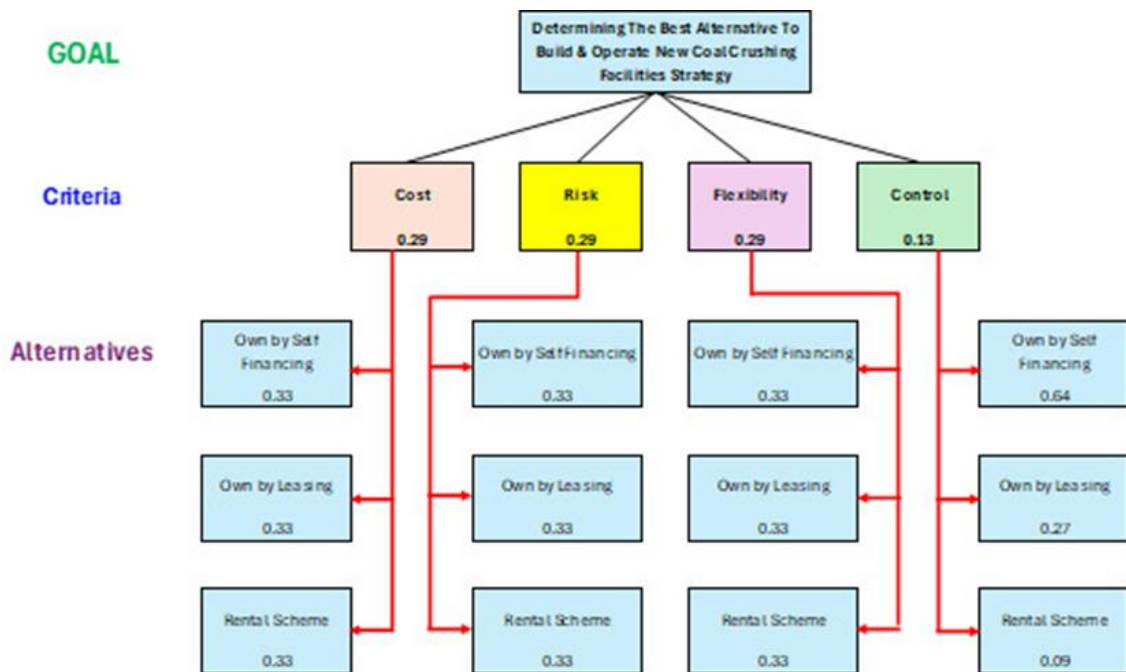 GOAL
Determining The Best Alternative To
Build & Operate New Coal Crushing
Facilities Strategy
Criteria
Cost
0.29
Risk
0.29
Flexibility
0.29
Control
0.13
Alternatives
Own by Self
Financing
0.33
Own by Self Financing
0.33
Own by Self Financing
0.33
Own by Self
Financing
0.64
Own by Leasing
0.33
Own by Leasing
0.33
Own by Leasing
0.33
Own by Leasing
0.27
Rental Scheme
0.33
Rental Scheme
0.33
Rental Scheme
0.33
Rental Scheme
0.09